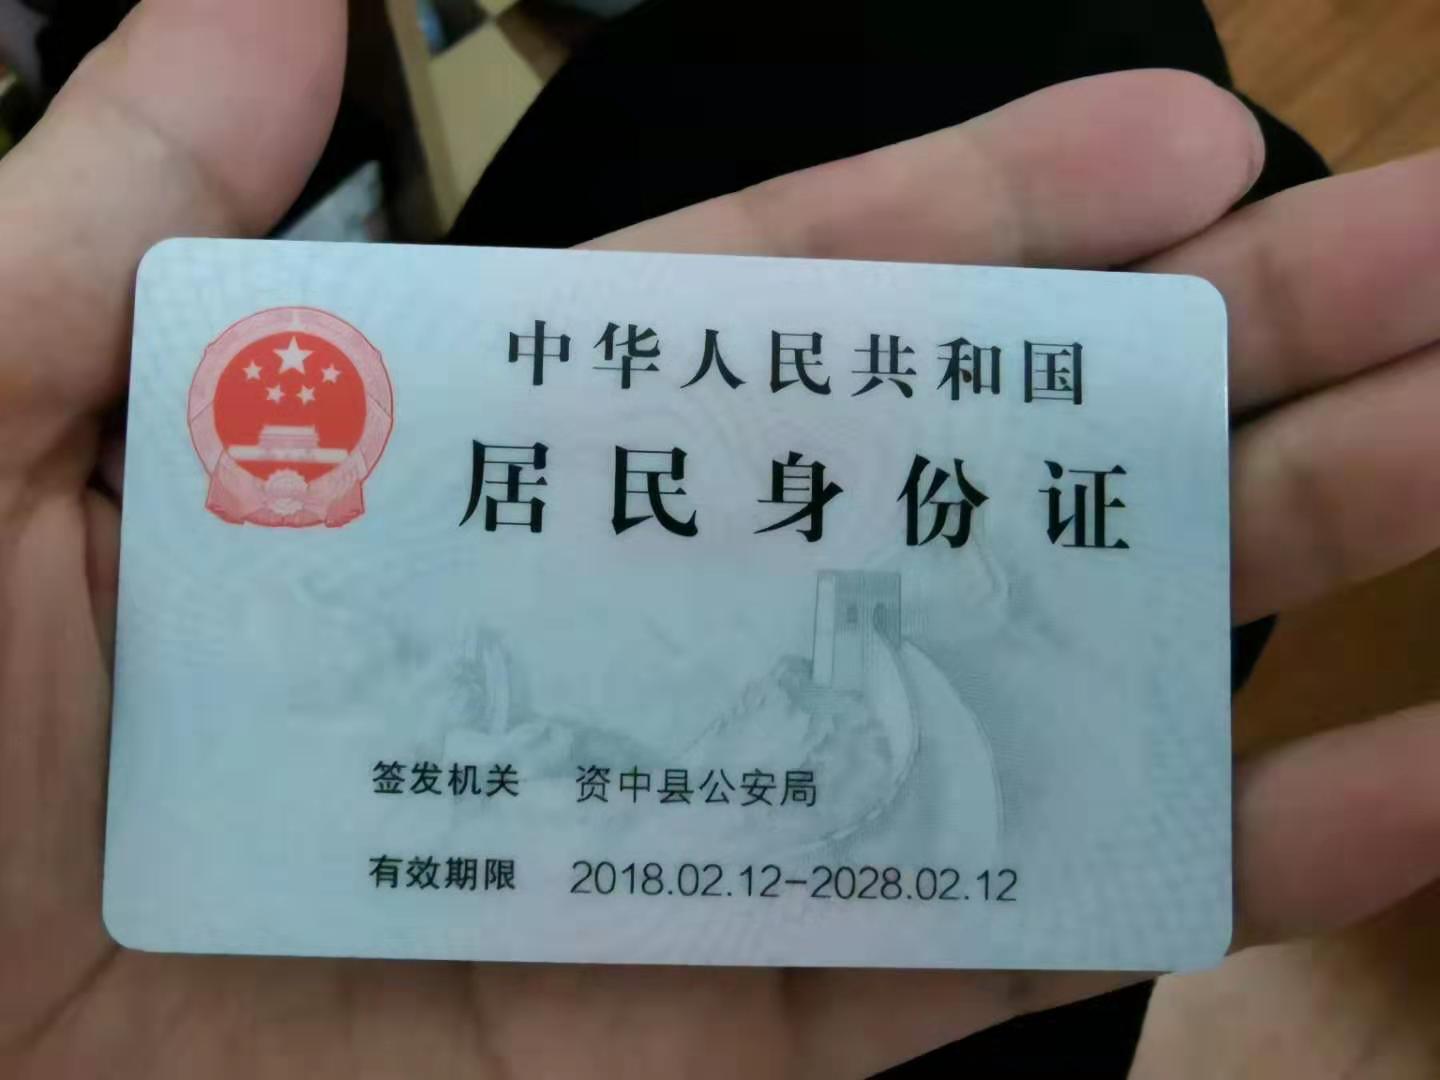 中华人民共和国
居民身份证
签发机关 资中县公安局
有效期限 2018.02.12-2028.02.12